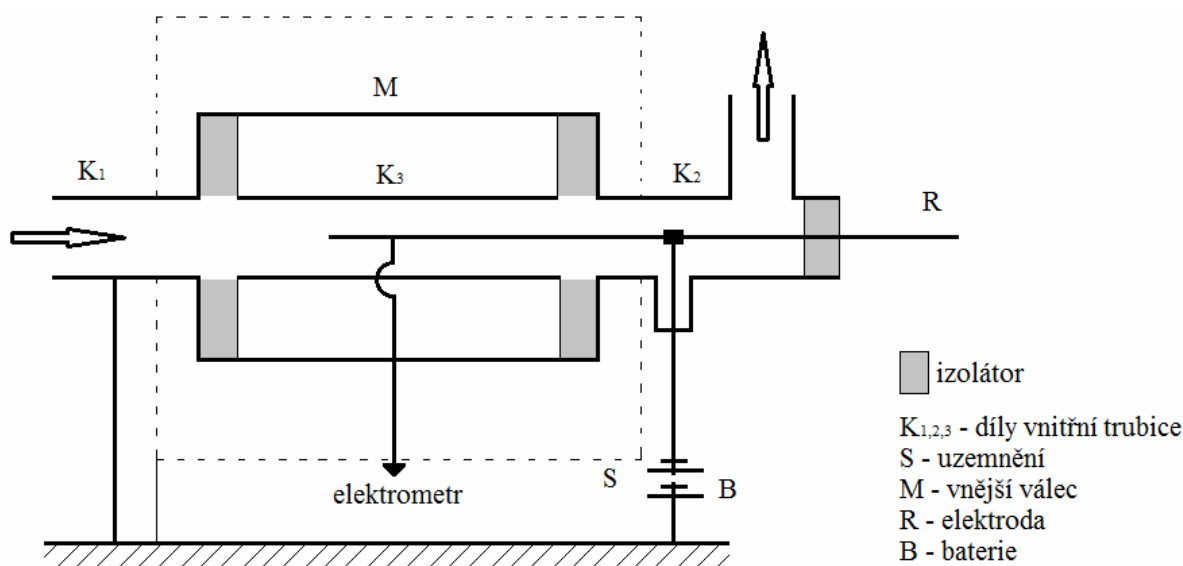 M
K₁
K₃
K₂
R
S
B
elektrometr
izolátor
K₁,₂,₃ - díly vnitřní trubice
S - uzemnění
M - vnější válec
R - elektroda
B - baterie